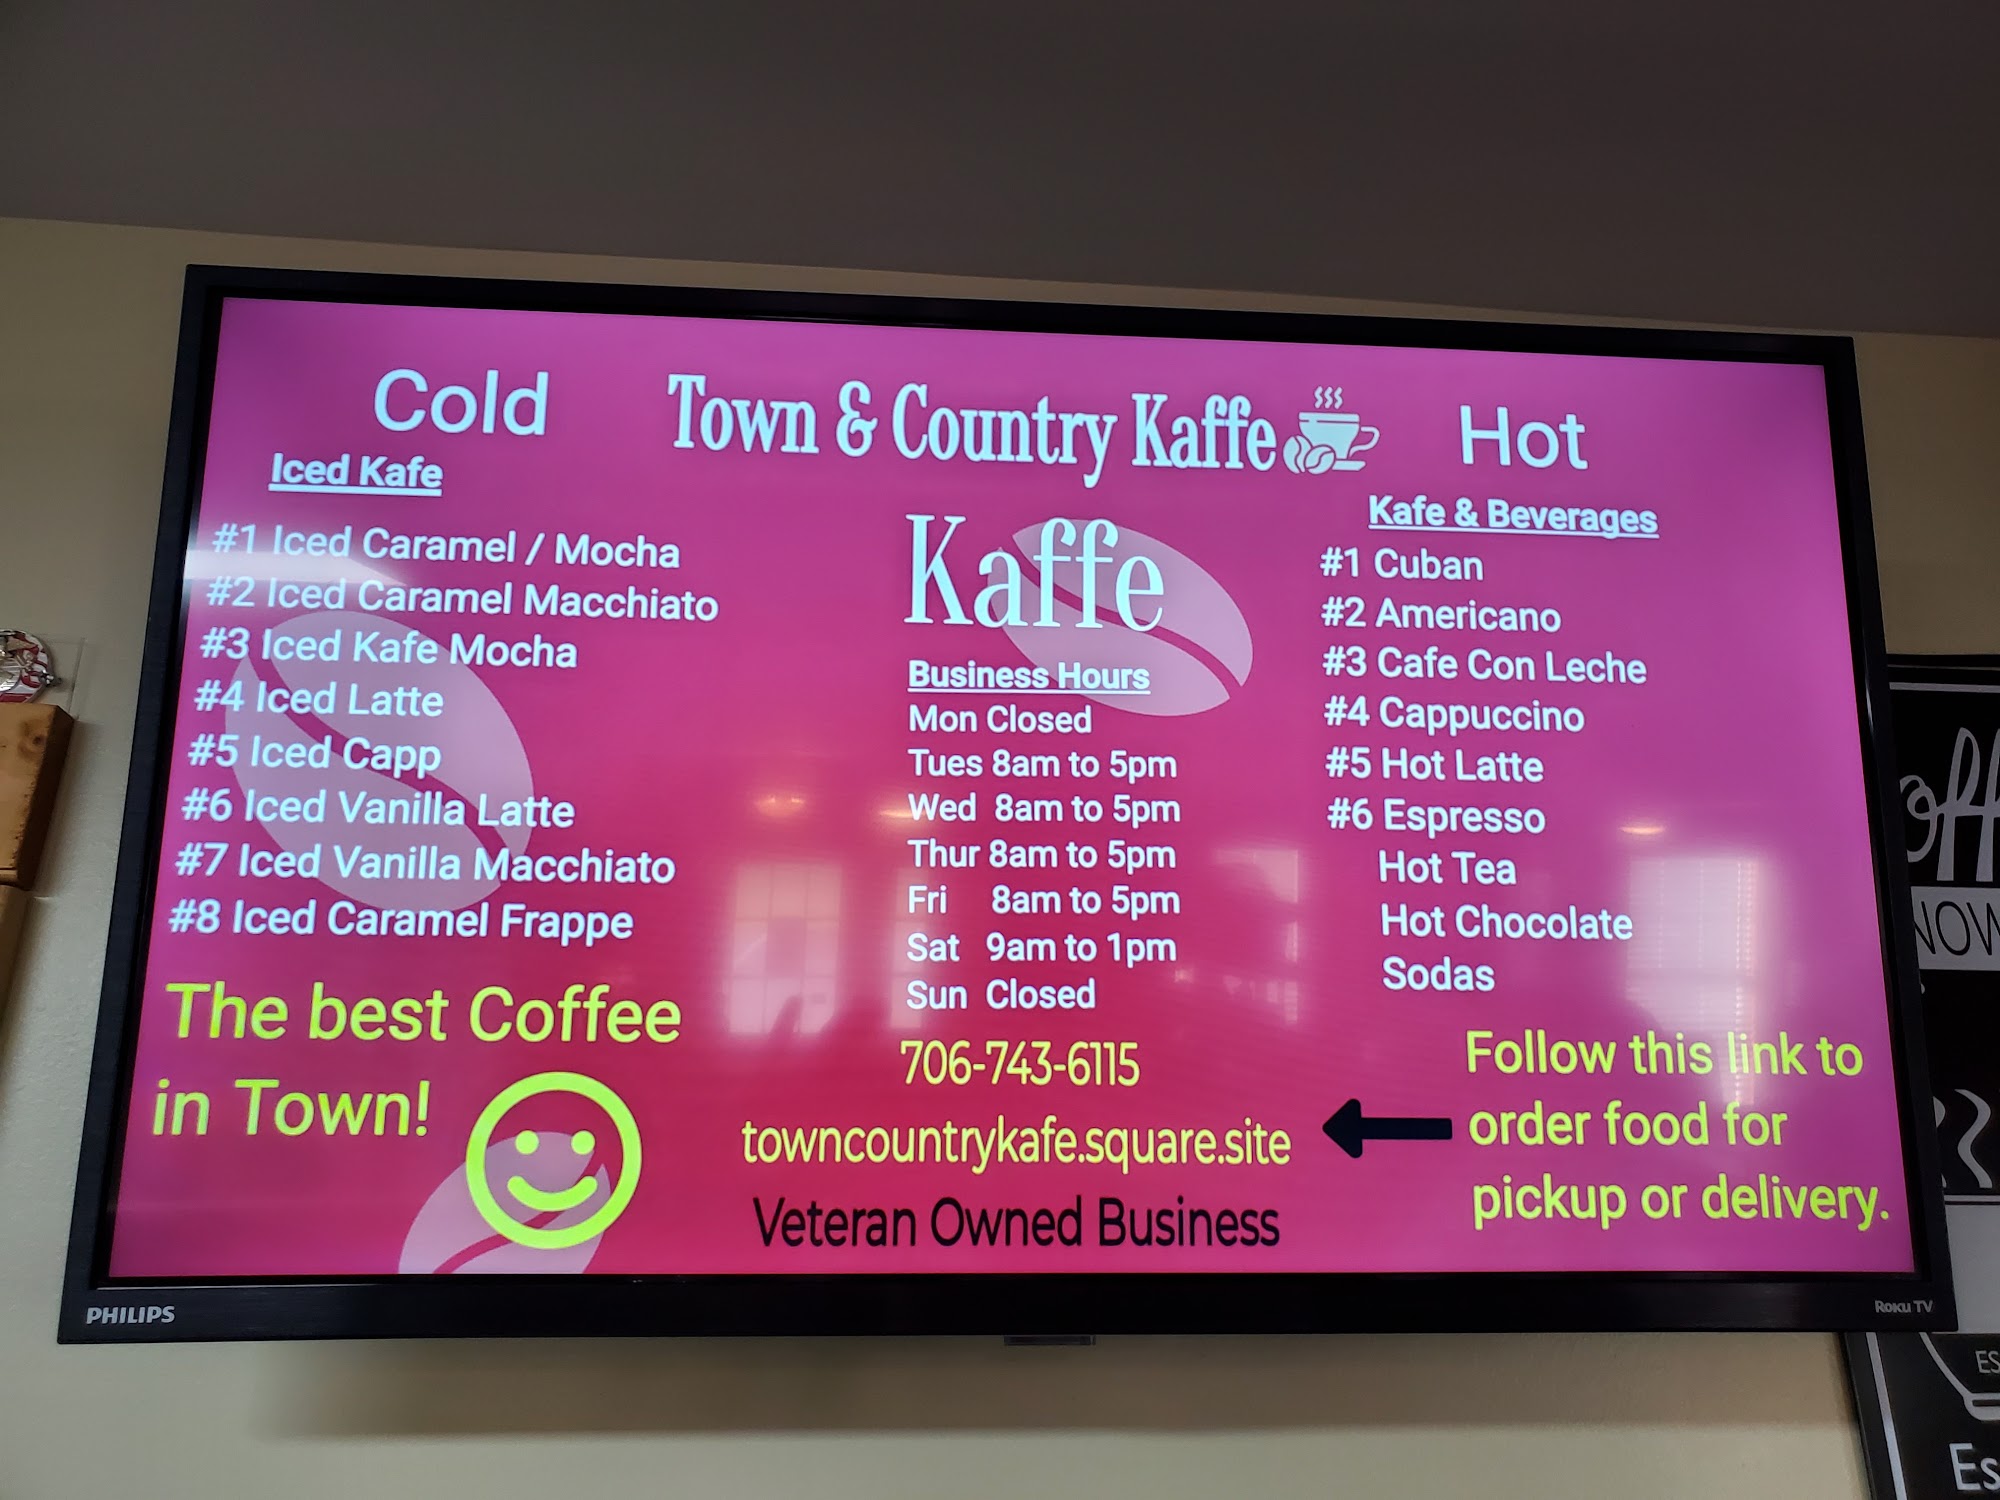 Cold
Iced Kafe
#1 Iced Caramel / Mocha
#2 Iced Caramel Macchiato
#3 Iced Kafe Mocha
#4 Iced Latte
#5 Iced Capp
#6 Iced Vanilla Latte
#7 Iced Vanilla Macchiato
#8 Iced Caramel Frappe
The best Coffee
in Town!
Town & Country Kaffe
Kaffe
Business Hours
Mon Closed
Tues 8am to 5pm
Wed 8am to 5pm
Thur 8am to 5pm
Fri 8am to 5pm
Sat 9am to 1pm
Sun Closed
706-743-6115
towncountrykafe.square.site
Veteran Owned Business
Hot
Kafe & Beverages
#1 Cuban
#2 Americano
#3 Cafe Con Leche
#4 Cappuccino
#5 Hot Latte
#6 Espresso
Hot Tea
Hot Chocolate
Sodas
Follow this link to
order food for
pickup or delivery.
PHILIPS
Roku TV